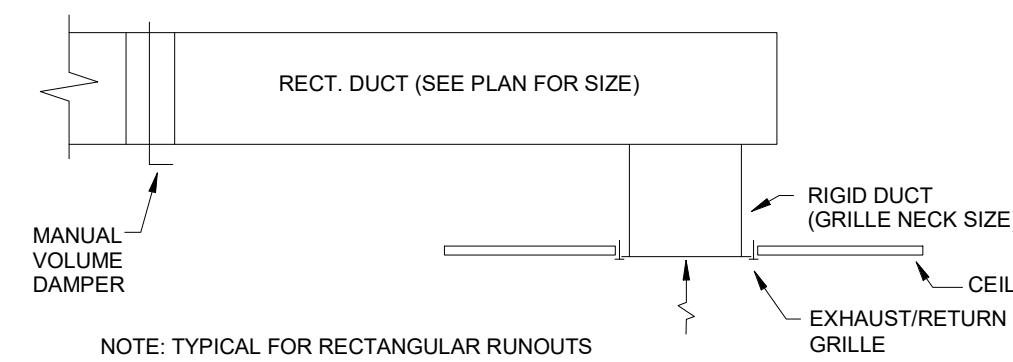 RECT. DUCT (SEE PLAN FOR SIZE)
RIGID DUCT
(GRILLE NECK SIZE)
MANUAL
VOLUME
DAMPER
CEIL
EXHAUST/RETURN
GRILLE
NOTE: TYPICAL FOR RECTANGULAR RUNOUTS